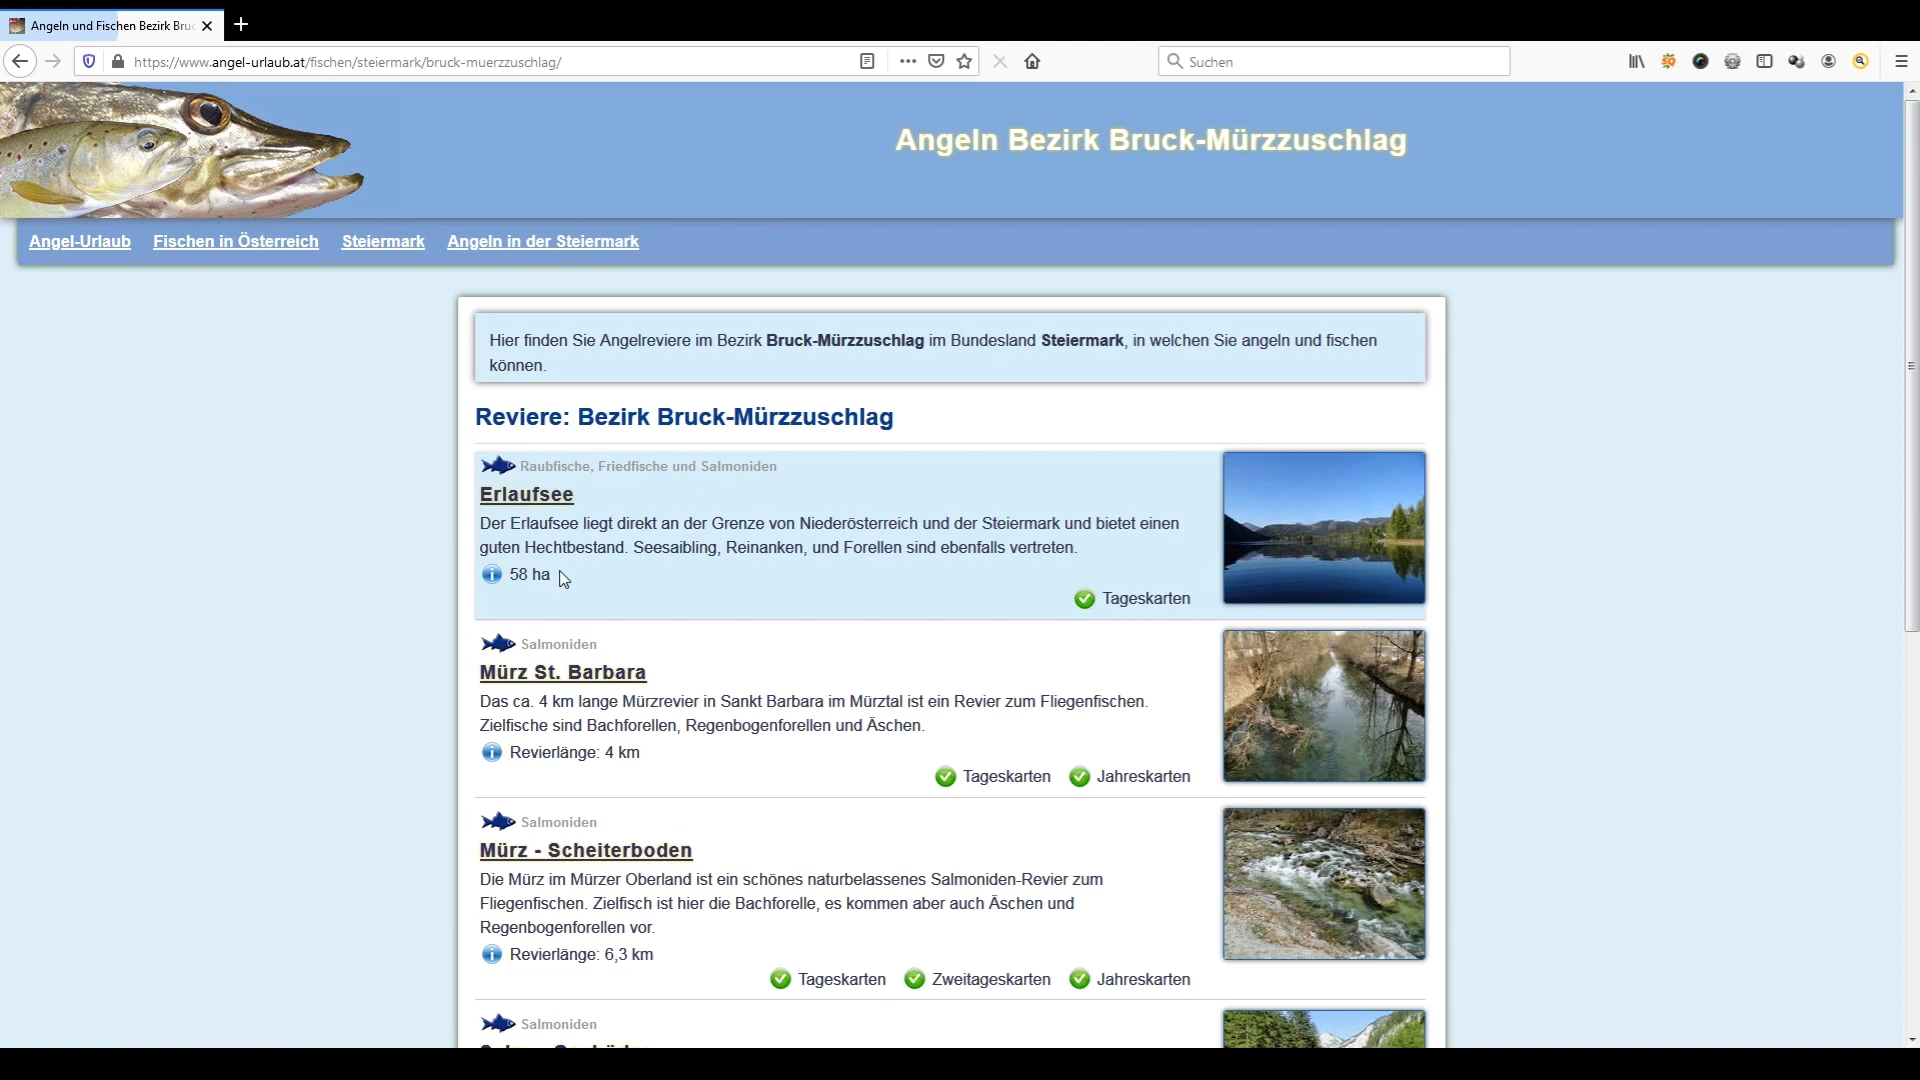 Angeln und Fischen Bezirk Bruc
https://www.angel-urlaub.at/fischen/steiermark/bruck-muerzzuschlag/
Suchen
Angeln Bezirk Bruck-Mürzzuschlag
Angel-Urlaub Fischen in Österreich Steiermark Angeln in der Steiermark
Hier finden Sie Angelreviere im Bezirk Bruck-Mürzzuschlag im Bundesland Steiermark, in welchen Sie angeln und fischen
können.
Reviere: Bezirk Bruck-Mürzzuschlag
Raubfische, Friedfische und Salmoniden
Erlaufsee
Der Erlaufsee liegt direkt an der Grenze von Niederösterreich und der Steiermark und bietet einen
guten Hechtbestand. Seesaibling, Reinanken, und Forellen sind ebenfalls vertreten.
58 ha
Tageskarten
Salmoniden
Mürz St. Barbara
Das ca. 4 km lange Mürzrevier in Sankt Barbara im Mürztal ist ein Revier zum Fliegenfischen.
Zielfische sind Bachforellen, Regenbogenforellen und Äschen.
Revierlänge: 4 km
Tageskarten Jahreskarten
Salmoniden
Mürz - Scheiterboden
Die Mürz im Mürzer Oberland ist ein schönes naturbelassenes Salmoniden-Revier zum
Fliegenfischen. Zielfisch ist hier die Bachforelle, es kommen aber auch Äschen und
Regenbogenforellen vor.
Revierlänge: 6,3 km
Tageskarten Zweitageskarten Jahreskarten
Salmoniden